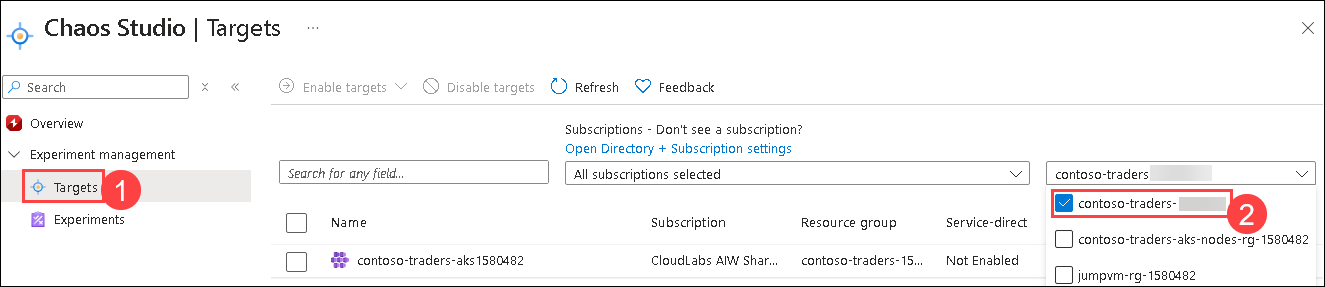 Chaos Studio | Targets ...
Search
Enable targets
Disable targets
Refresh
Feedback
Overview
Experiment management
Targets
1
Experiments
Subscriptions - Don't see a subscription?
Open Directory + Subscription settings
Search for any field...
All subscriptions selected
contoso-traders
contoso-traders-
2
contoso-traders-aks-nodes-rg-1580482
jumpvm-rg-1580482
Name
Subscription
Resource group
Service-direct
contoso-traders-aks1580482
CloudLabs AIW Shar...
contoso-traders-15...
Not Enabled